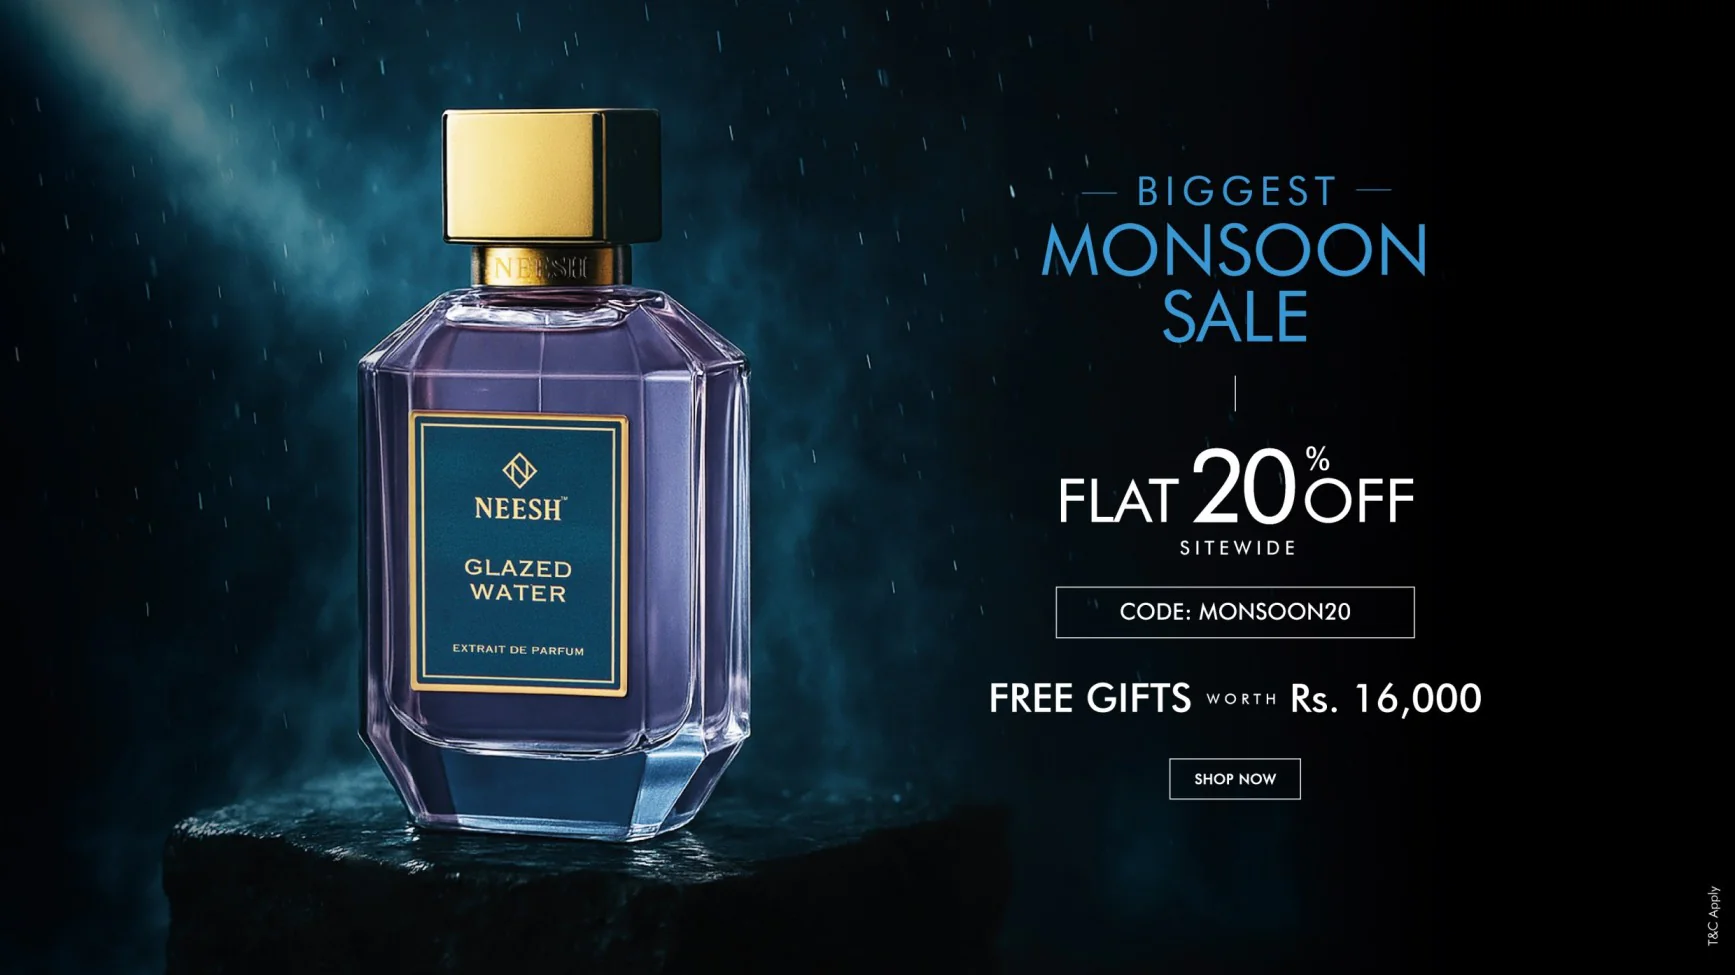 NEESH
NEESH™
GLAZED
WATER
EXTRAIT DE PARFUM
BIGGEST
MONSOON
SALE
FLAT 20% OFF
SITEWIDE
CODE: MONSOON20
FREE GIFTS WORTH Rs. 16,000
SHOP NOW
T&C Apply